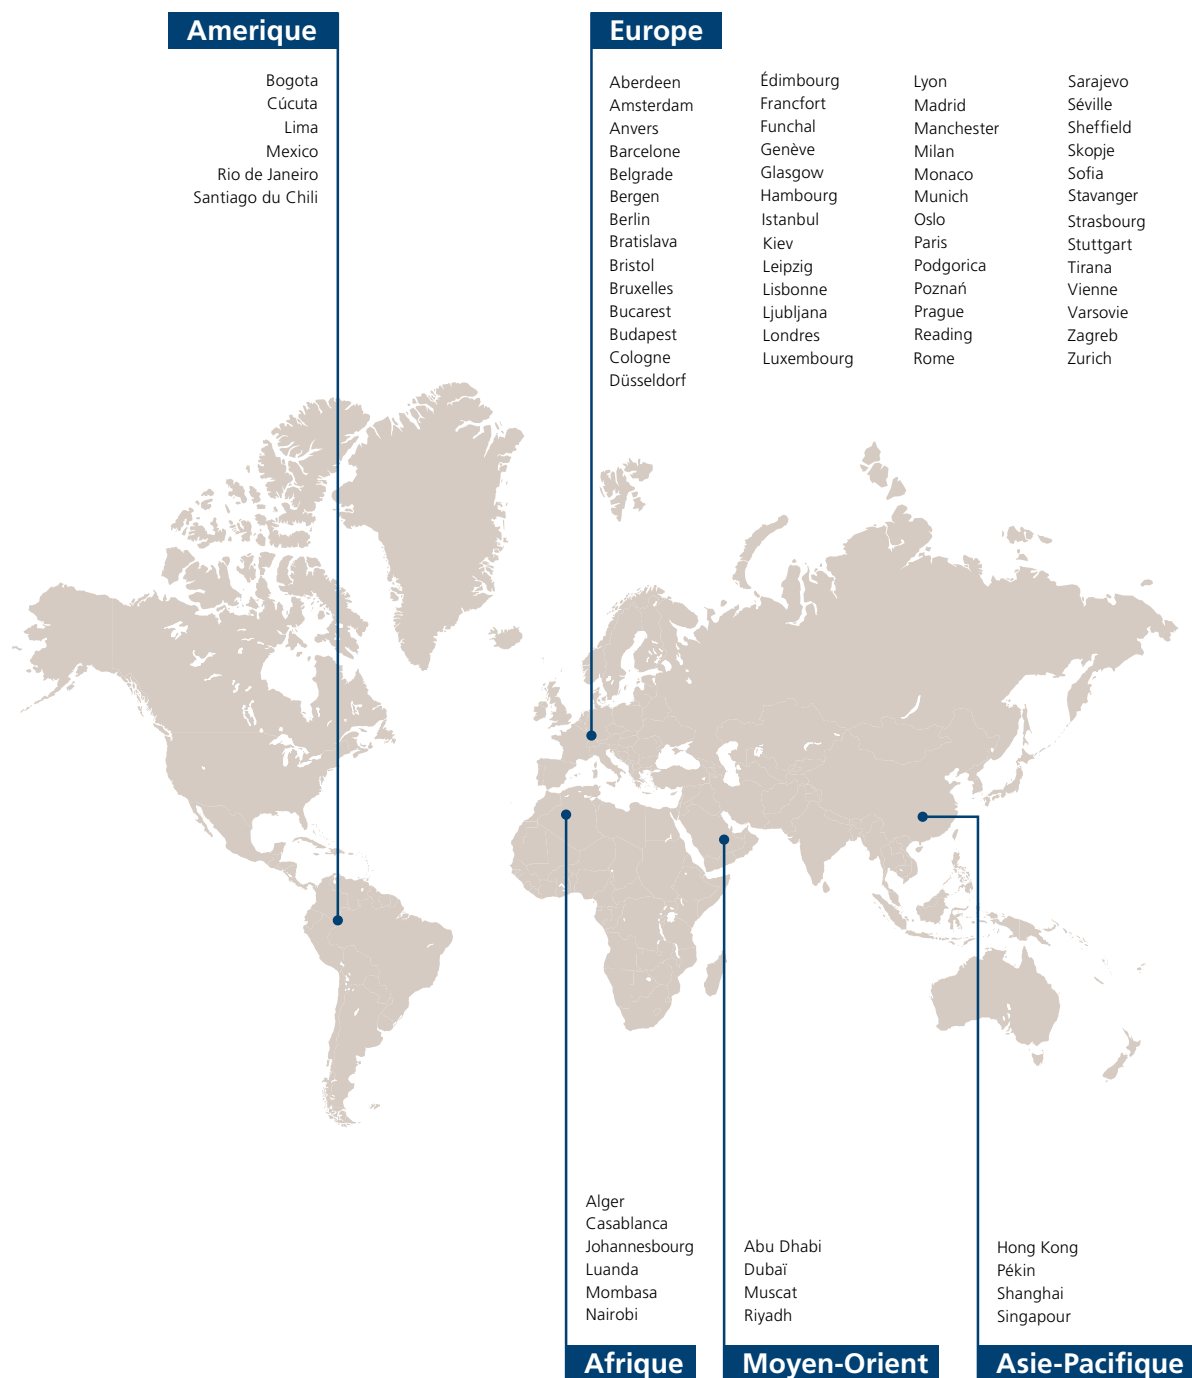 Amerique
Bogota
Cúcuta
Lima
Mexico
Rio de Janeiro
Santiago du Chili
Europe
Aberdeen
Amsterdam
Anvers
Barcelone
Belgrade
Bergen
Berlin
Bratislava
Bristol
Bruxelles
Bucarest
Budapest
Cologne
Düsseldorf
Édimbourg
Francfort
Funchal
Genève
Glasgow
Hambourg
Istanbul
Kiev
Leipzig
Lisbonne
Ljubljana
Londres
Luxembourg
Lyon
Madrid
Manchester
Milan
Monaco
Munich
Oslo
Paris
Podgorica
Poznań
Prague
Reading
Rome
Sarajevo
Séville
Sheffield
Skopje
Sofia
Stavanger
Strasbourg
Stuttgart
Tirana
Vienne
Varsovie
Zagreb
Zurich
Alger
Casablanca
Johannesbourg
Luanda
Mombasa
Nairobi
Afrique
Abu Dhabi
Dubaï
Muscat
Riyadh
Moyen-Orient
Hong Kong
Pékin
Shanghai
Singapour
Asie-Pacifique